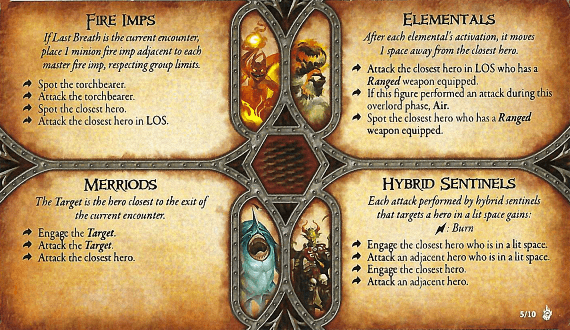 FIRE IMPS
If Last Breath is the current encounter,
place 1 minion fire imp adjacent to each
master fire imp, respecting group limits.
Spot the torchbearer.
Attack the torchbearer.
Spot the closest hero.
Attack the closest hero in LOS.
ELEMENTALS
After each elemental's activation, it moves
1 space away from the closest hero.
Attack the closest hero in LOS who has a
Ranged weapon equipped.
If this figure performed an attack during this
overlord phase, Air.
Spot the closest hero who has a Ranged
weapon equipped.
MERRIODS
The Target is the hero closest to the exit of
the current encounter.
Engage the Target.
Attack the Target.
Attack the closest hero.
HYBRID SENTINELS
Each attack performed by hybrid sentinels
that targets a hero in a lit space gains:
: Burn
Engage the closest hero who is in a lit space.
Attack an adjacent hero who is in a lit space.
Engage the closest hero.
Attack an adjacent hero.
5/10